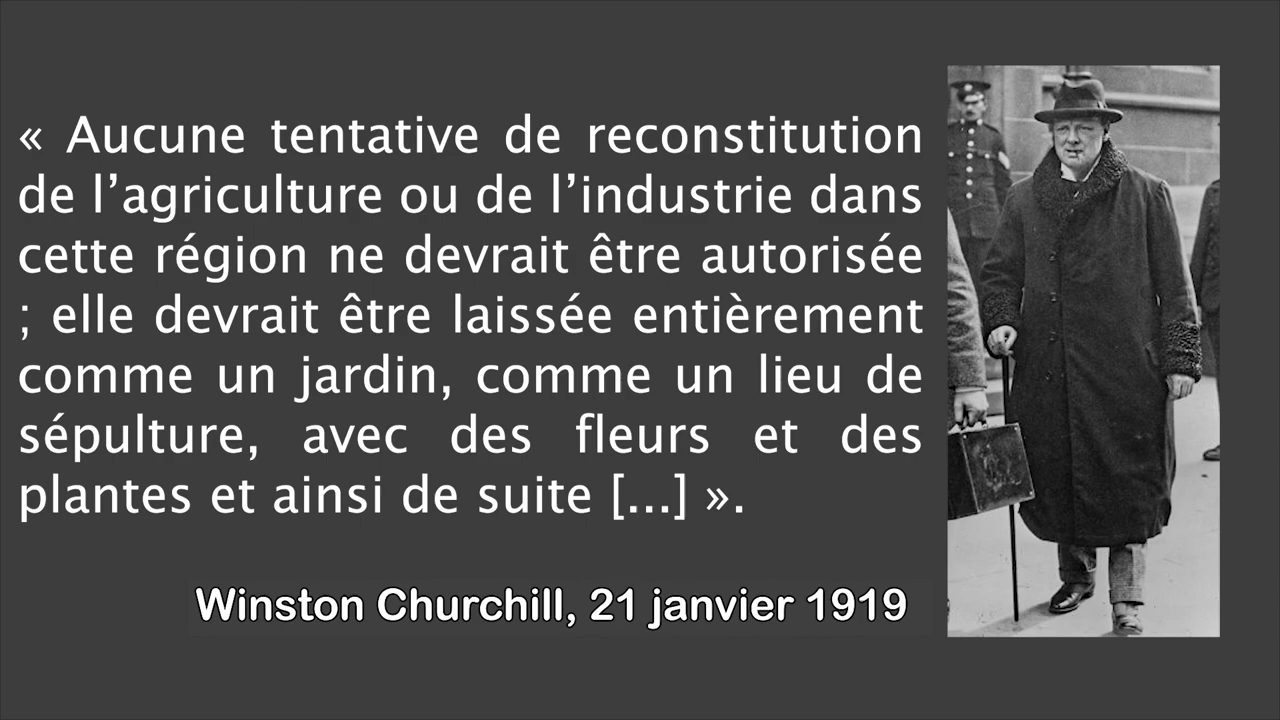 « Aucune tentative de reconstitution
de l’agriculture ou de l’industrie dans
cette région ne devrait être autorisée
; elle devrait être laissée entièrement
comme un jardin, comme un lieu de
sépulture, avec des fleurs et des
plantes et ainsi de suite [...] ».
Winston Churchill, 21 janvier 1919